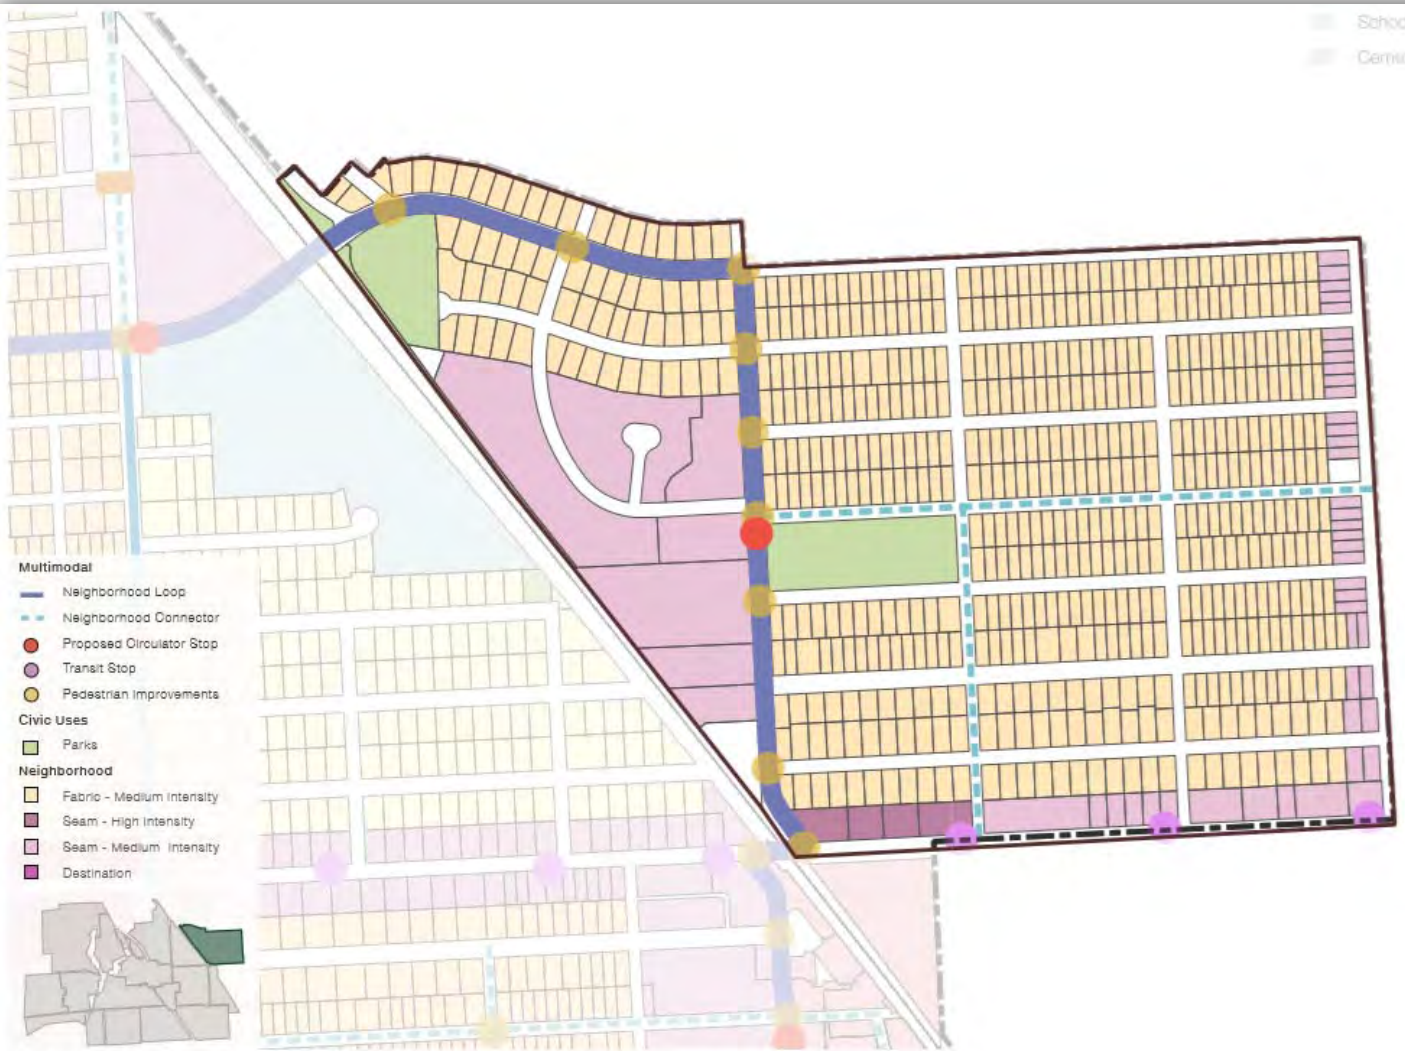 Multimodal
Neighborhood Loop
Neighborhood Connector
Proposed Circulator Stop
Transit Stop
Pedestrian Improvements
Civic Uses
Parks
Neighborhood
Fabric - Medium Intensity
Seam - High Intensity
Seam - Medium Intensity
Destination